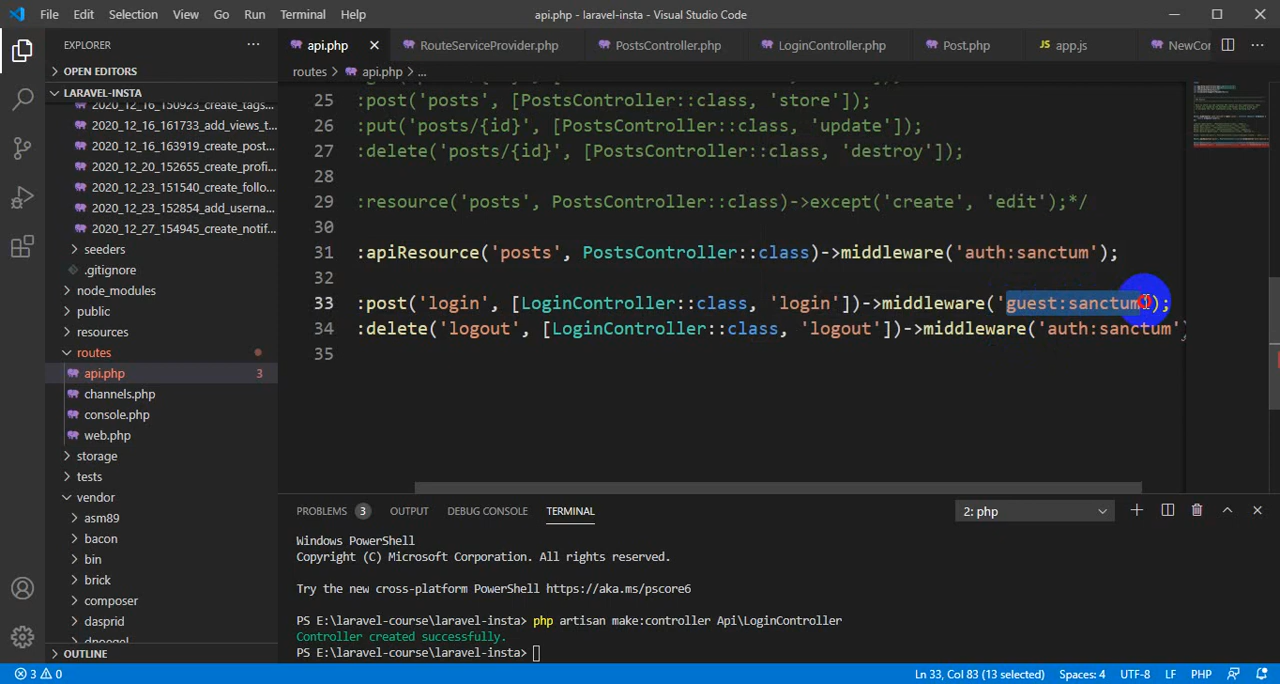 File Edit Selection View Go Run Terminal Help
api.php - laravel-insta - Visual Studio Code
EXPLORER
OPEN EDITORS
LARAVEL-INSTA
2020_12_16_150923_create_tags...
2020_12_16_161733_add_views_t...
2020_12_16_163919_create_post...
2020_12_20_152655_create_profi...
2020_12_23_151540_create_follo...
2020_12_23_152854_add_userna...
2020_12_27_154945_create_notif...
seeders
.gitignore
node_modules
public
resources
routes
api.php 3
channels.php
console.php
web.php
storage
tests
vendor
asm89
bacon
bin
brick
composer
dasprid
OUTLINE
api.php RouteServiceProvider.php PostsController.php LoginController.php Post.php JS app.js NewCor
routes > api.php > ...
25 :post('posts', [PostsController::class, 'store']);
26 :put('posts/{id}', [PostsController::class, 'update']);
27 :delete('posts/{id}', [PostsController::class, 'destroy']);
28
29 :resource('posts', PostsController::class)->except('create', 'edit');*/
30
31 :apiResource('posts', PostsController::class)->middleware('auth:sanctum');
32
33 :post('login', [LoginController::class, 'login'])->middleware('guest:sanctum');
34 :delete('logout', [LoginController::class, 'logout'])->middleware('auth:sanctum')
35
PROBLEMS 3 OUTPUT DEBUG CONSOLE TERMINAL 2: php
Windows PowerShell
Copyright (C) Microsoft Corporation. All rights reserved.
Try the new cross-platform PowerShell https://aka.ms/pscore6
PS E:\laravel-course\laravel-insta> php artisan make:controller Api\LoginController
Controller created successfully.
PS E:\laravel-course\laravel-insta>
3 0 Ln 33, Col 83 (13 selected) Spaces: 4 UTF-8 LF PHP